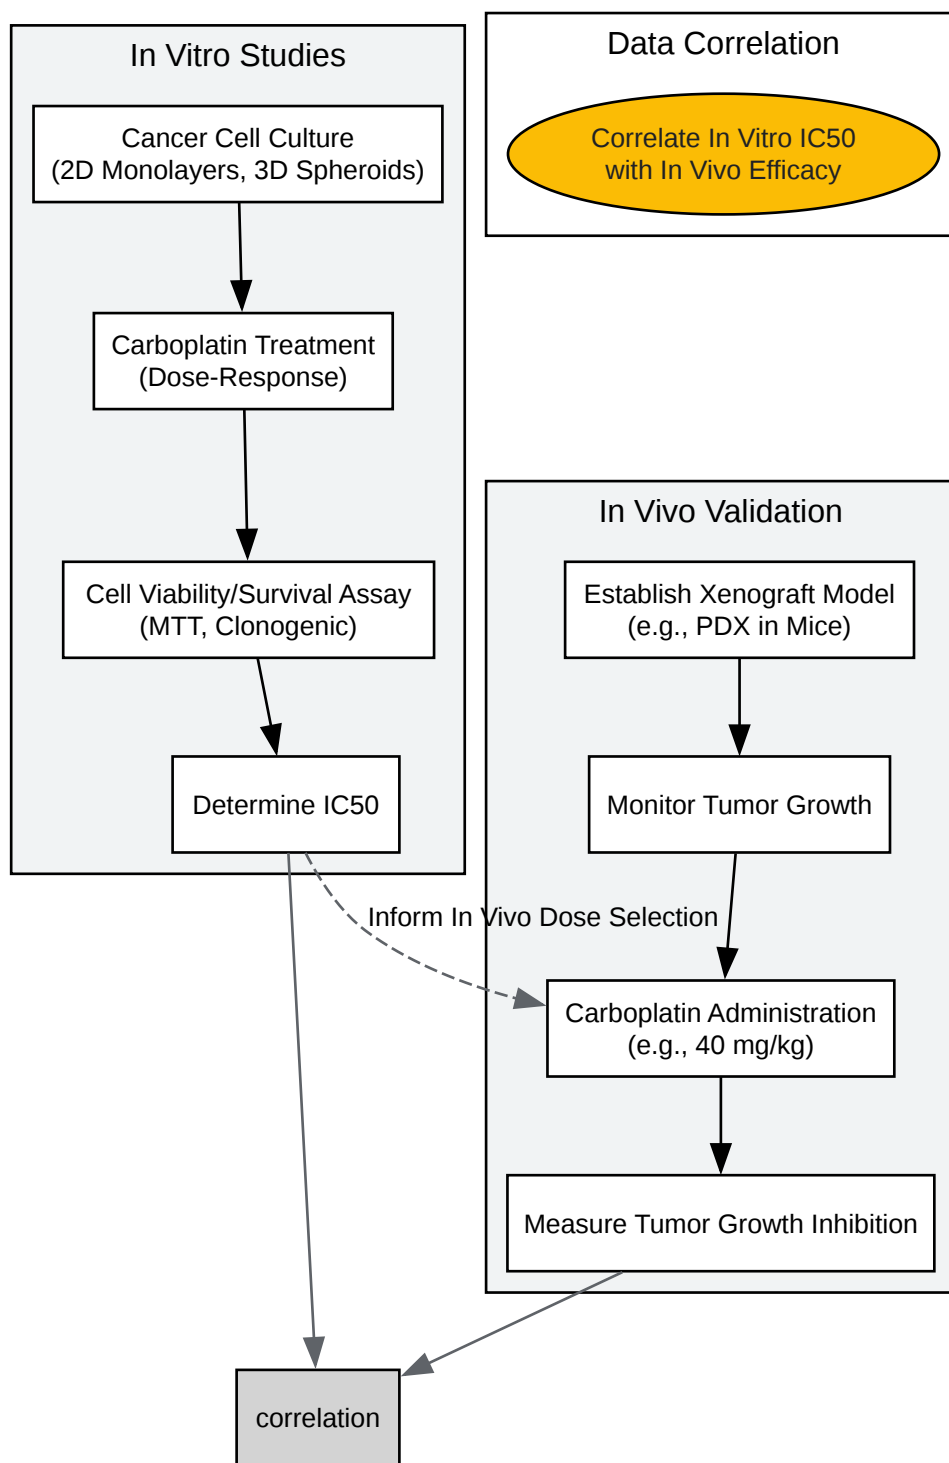 In Vitro Studies
Cancer Cell Culture
(2D Monolayers, 3D Spheroids)
Carboplatin Treatment
(Dose-Response)
Cell Viability/Survival Assay
(MTT, Clonogenic)
Determine IC50
Data Correlation
Correlate In Vitro IC50
with In Vivo Efficacy
In Vivo Validation
Establish Xenograft Model
(e.g., PDX in Mice)
Monitor Tumor Growth
Inform In Vivo Dose Selection
Carboplatin Administration
(e.g., 40 mg/kg)
Measure Tumor Growth Inhibition
correlation